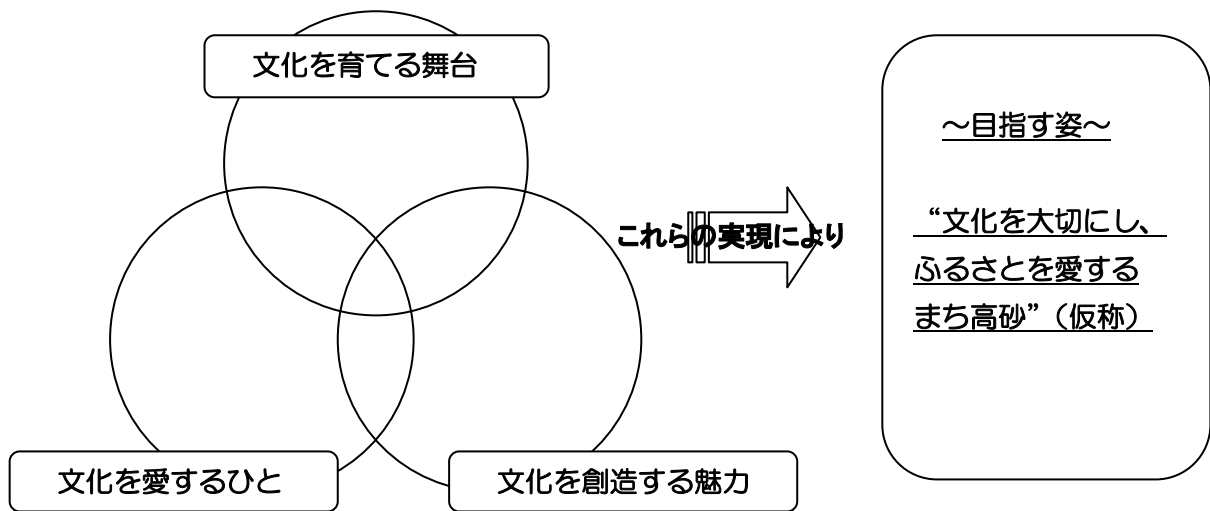 文化を育てる舞台
～目指す姿～
“文化を大切にし、
ふるさとを愛する
まち高砂”（仮称）
これらの実現により
文化を愛するひと
文化を創造する魅力